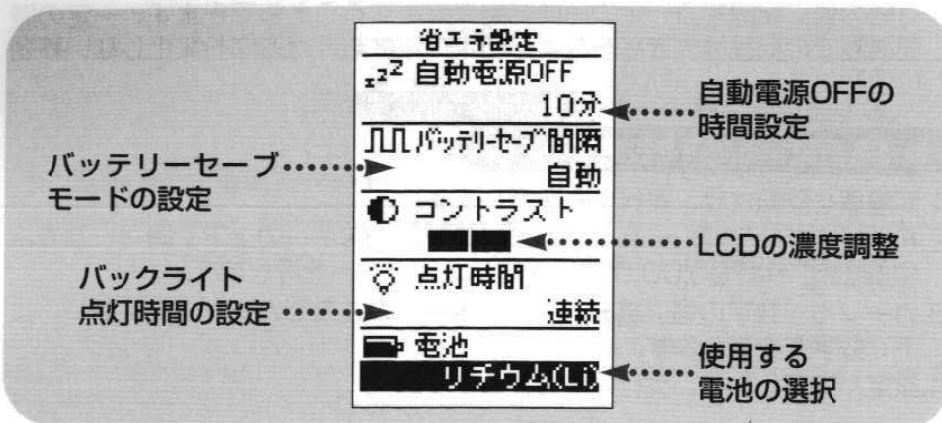 省エネ設定
zzz 自動電源OFF
10分
自動電源OFFの
時間設定
バッテリーセーブ間隔
自動
バッテリーセーブ
モードの設定
コントラスト
LCDの濃度調整
点灯時間
連続
バックライト
点灯時間の設定
電池
リチウム(Li)
使用する
電池の選択